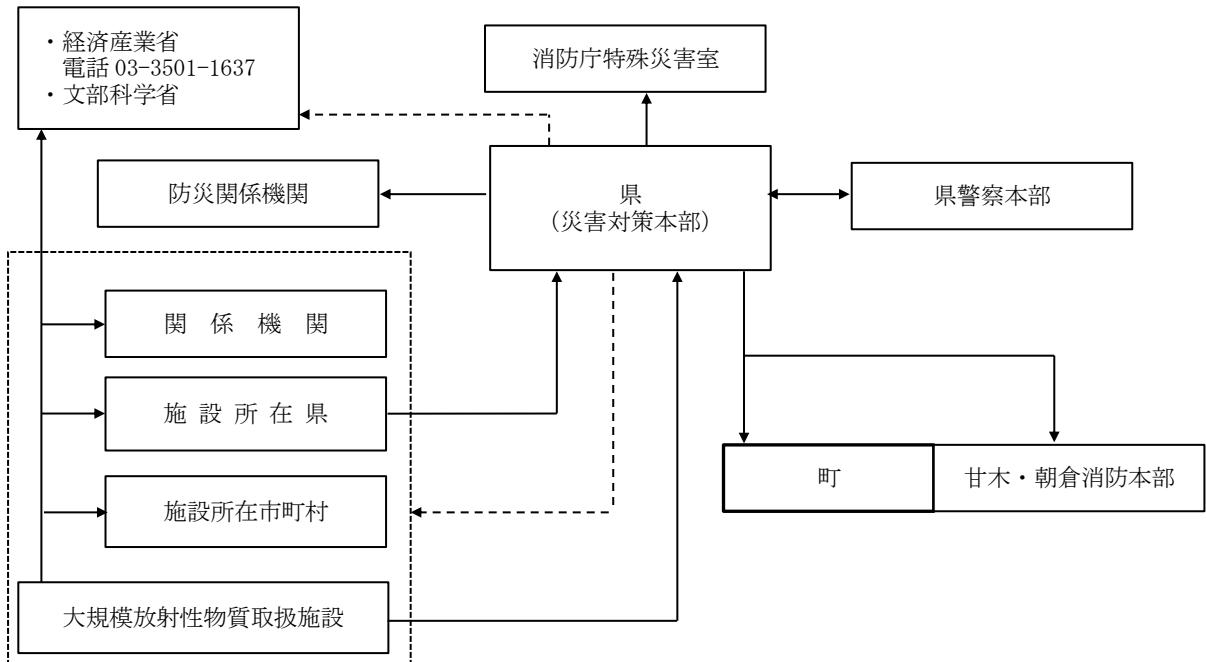 ・経済産業省
電話 03-3501-1637
・文部科学省
消防庁特殊災害室
防災関係機関
県
（災害対策本部）
県警察本部
関　係　機　関
施 設 所 在 県
施設所在市町村
大規模放射性物質取扱施設
町
甘木・朝倉消防本部